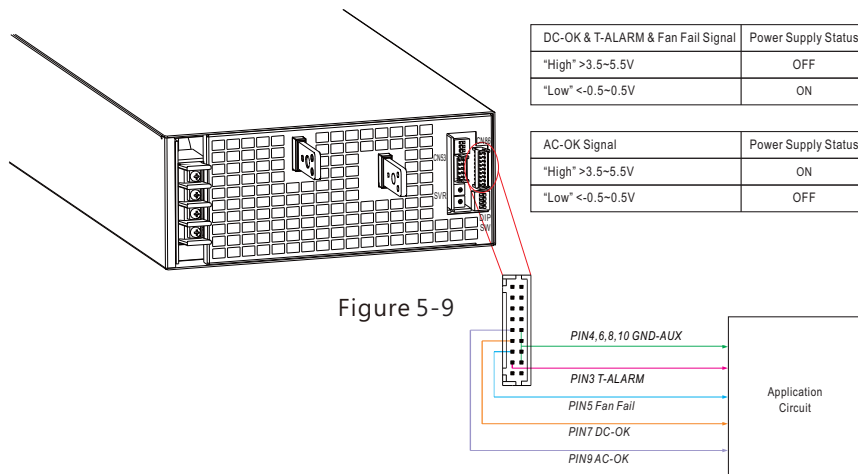 DC-OK & T-ALARM & Fan Fail Signal Power Supply Status
“High” >3.5~5.5V OFF
“Low” <-0.5~0.5V ON
AC-OK Signal Power Supply Status
“High” >3.5~5.5V ON
“Low” <-0.5~0.5V OFF
CN53
SVR
DIP
SW
Figure 5-9
PIN4,6,8,10 GND-AUX
PIN3 T-ALARM
PIN5 Fan Fail
PIN7 DC-OK
PIN9 AC-OK
Application
Circuit